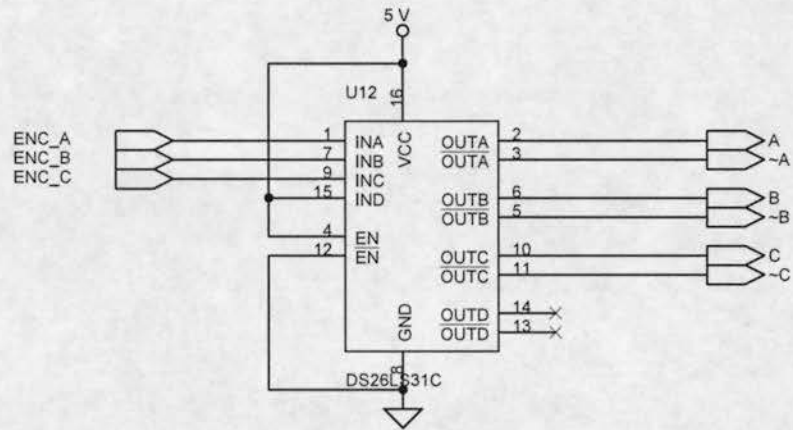 5 V
U12
16
ENC_A
1 INA VCC OUTA 2 A
OUTA 3 ~A
ENC_B
7 INB
ENC_C
9 INC
15 IND
OUTB 6 B
OUTB 5 ~B
4 EN
12 EN
OUTC 10 C
OUTC 11 ~C
GND
OUTD 14
OUTD 13
8
DS26LS31C